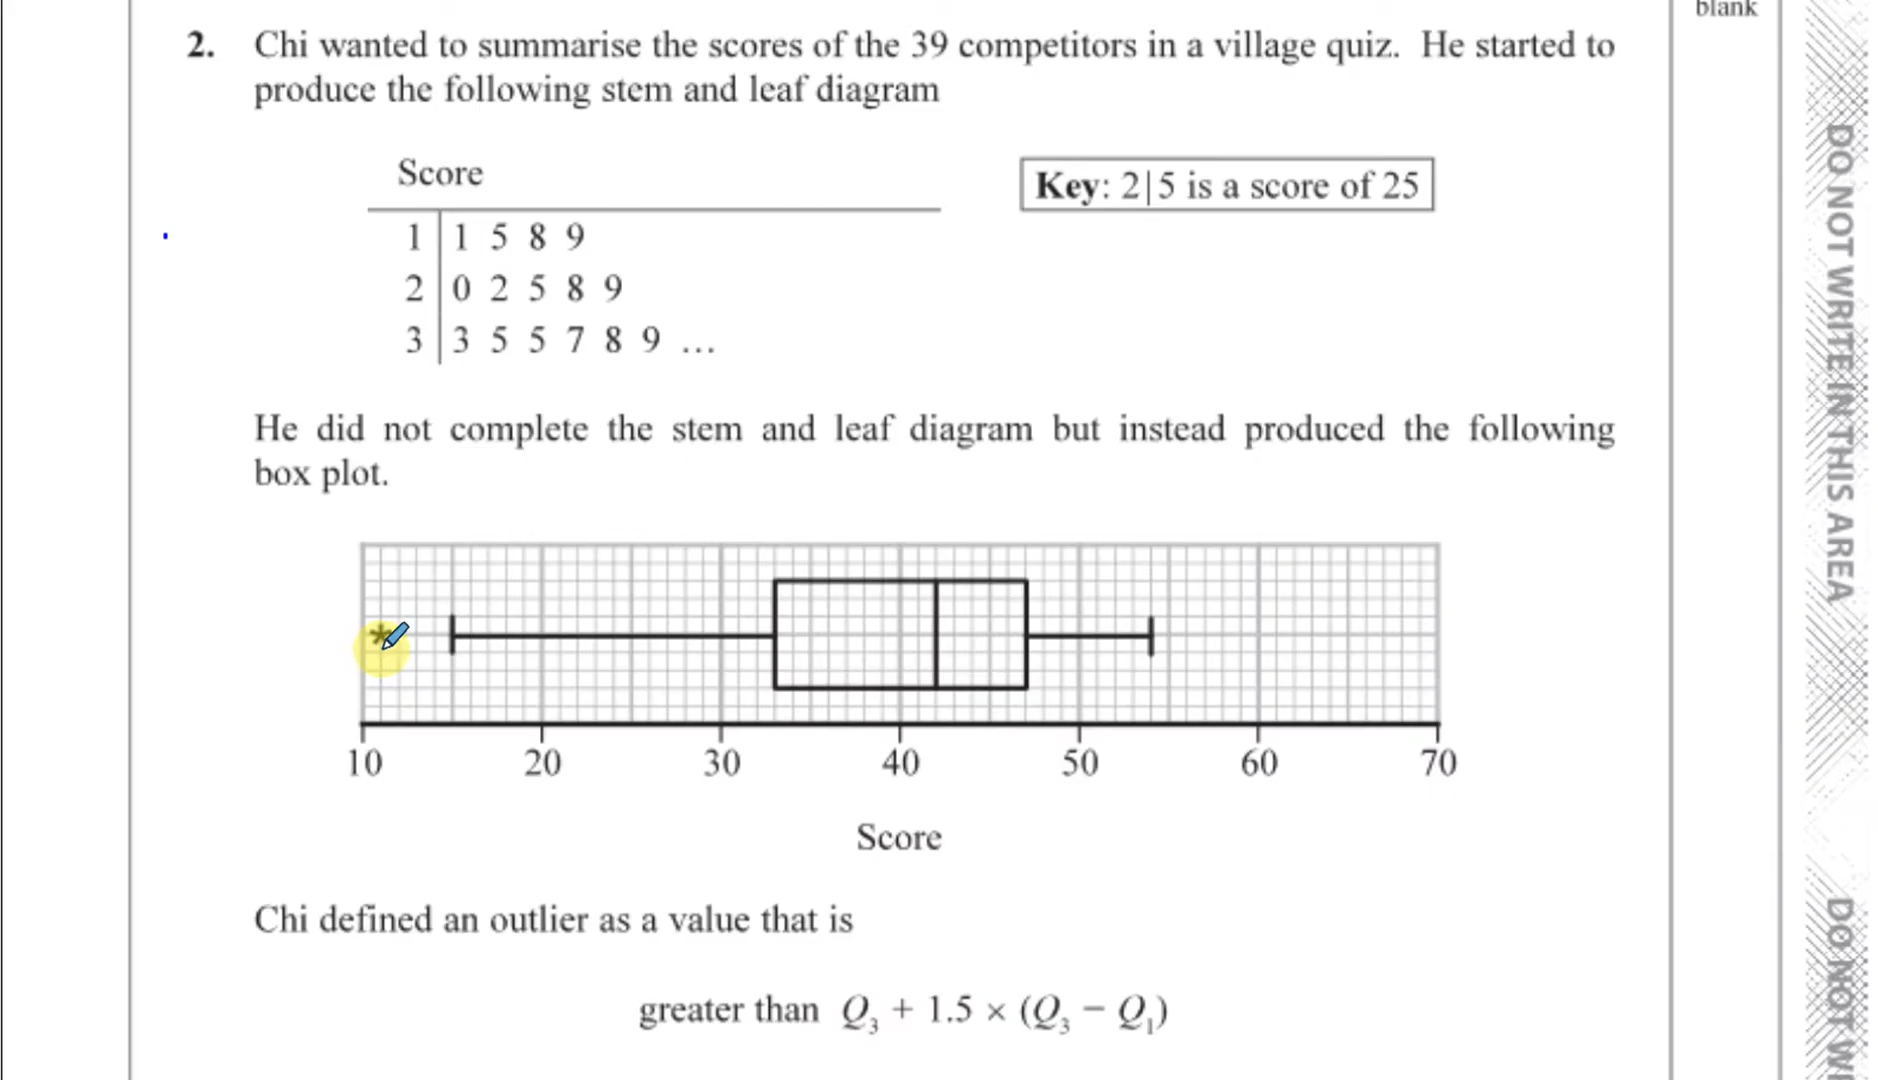 blank
2. Chi wanted to summarise the scores of the 39 competitors in a village quiz. He started to
produce the following stem and leaf diagram
Score
Key: 2|5 is a score of 25
1 | 1 5 8 9
2 | 0 2 5 8 9
3 | 3 5 5 7 8 9 ...
He did not complete the stem and leaf diagram but instead produced the following
box plot.
*
10 20 30 40 50 60 70
Score
Chi defined an outlier as a value that is
greater than Q₃ + 1.5 × (Q₃ − Q₁)
DO NOT WRITE IN THIS AREA
DO NOT